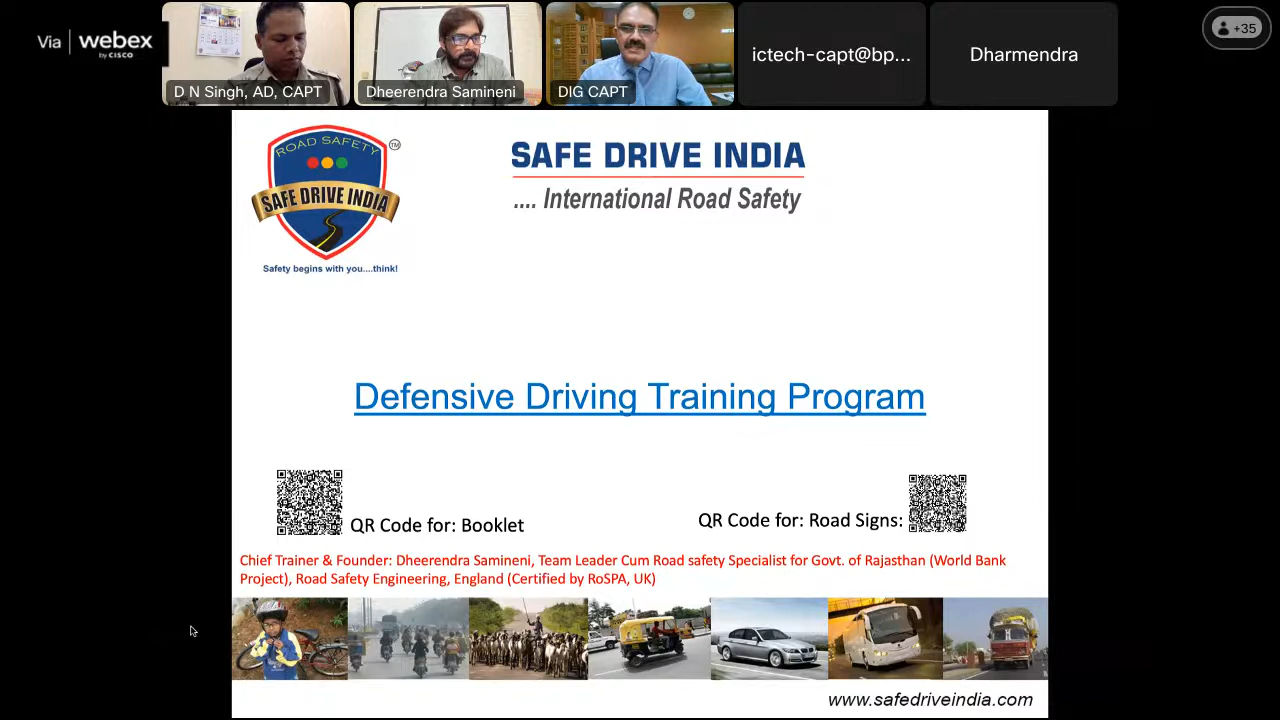 Via webex
by CISCO
D N Singh, AD, CAPT
Dheerendra Samineni
DIG CAPT
ictech-capt@bp...
Dharmendra
+35
ROAD SAFETY
TM
SAFE DRIVE INDIA
Safety begins with you....think!
SAFE DRIVE INDIA
.... International Road Safety
Defensive Driving Training Program
QR Code for: Booklet
QR Code for: Road Signs:
Chief Trainer & Founder: Dheerendra Samineni, Team Leader Cum Road safety Specialist for Govt. of Rajasthan (World Bank
Project), Road Safety Engineering, England (Certified by RoSPA, UK)
www.safedriveindia.com